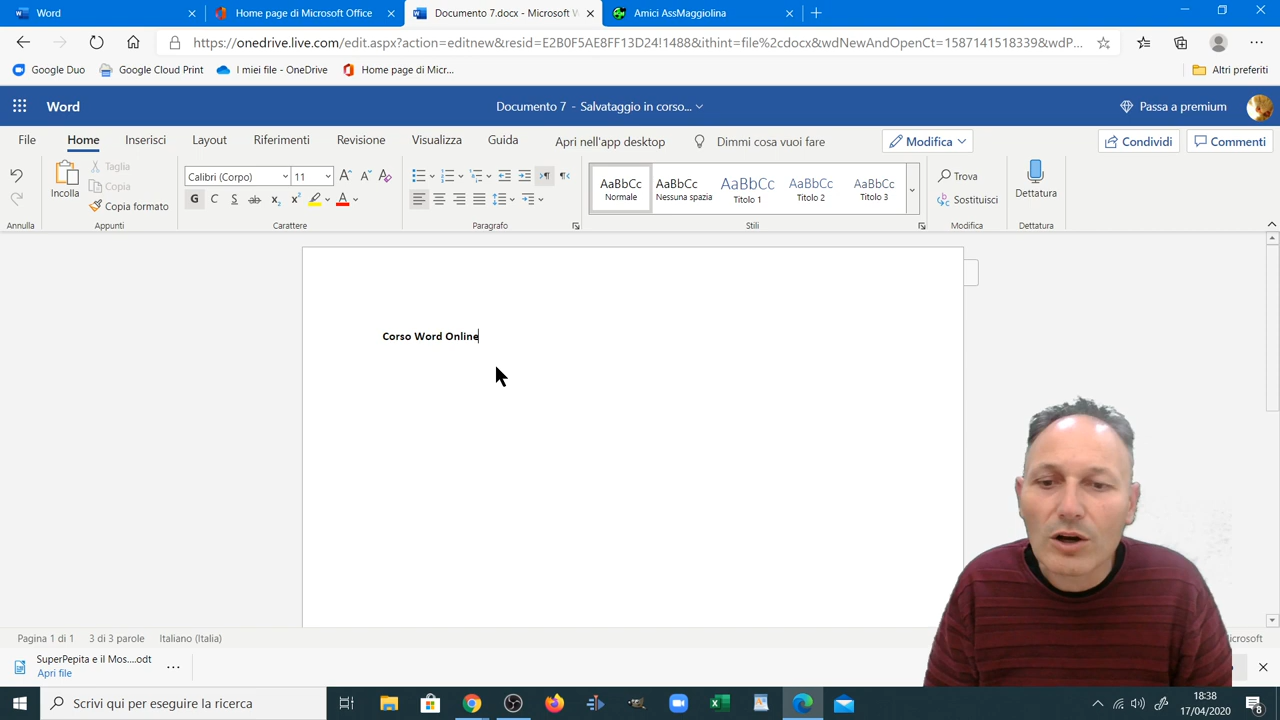 Word
Home page di Microsoft Office
Documento 7.docx - Microsoft W
Amici AssMaggiolina
https://onedrive.live.com/edit.aspx?action=editnew&resid=E2B0F5AE8FF13D24!1488&ithint=file%2cdocx&wdNewAndOpenCt=1587141518339&wdP...
Google Duo
Google Cloud Print
I miei file - OneDrive
Home page di Micr...
Altri preferiti
Word
Documento 7 - Salvataggio in corso...
Passa a premium
File
Home
Inserisci
Layout
Riferimenti
Revisione
Visualizza
Guida
Apri nell'app desktop
Dimmi cosa vuoi fare
Modifica
Condividi
Commenti
Incolla
Taglia
Copia
Copia formato
Calibri (Corpo)
11
G C S ab x₂ x² A
AaBbCc
Normale
AaBbCc
Nessuna spazia
AaBbCc
Titolo 1
AaBbCc
Titolo 2
AaBbCc
Titolo 3
Trova
Sostituisci
Dettatura
Annulla
Appunti
Carattere
Paragrafo
Stili
Modifica
Dettatura
Corso Word Online
Pagina 1 di 1
3 di 3 parole
Italiano (Italia)
icrosoft
SuperPepita e il Mos....odt
Apri file
Scrivi qui per eseguire la ricerca
18:38
17/04/2020
8